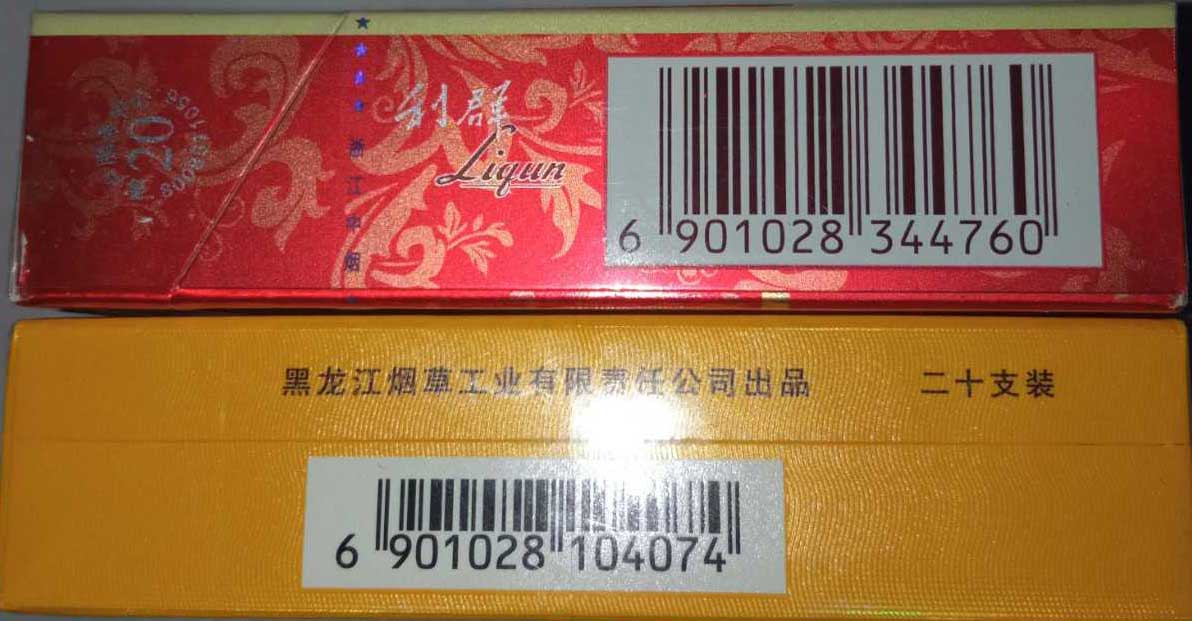 利群
Liqun
20
浙江中烟
6 901028 344760
黑龙江烟草工业有限责任公司出品 二十支装
6 901028 104074